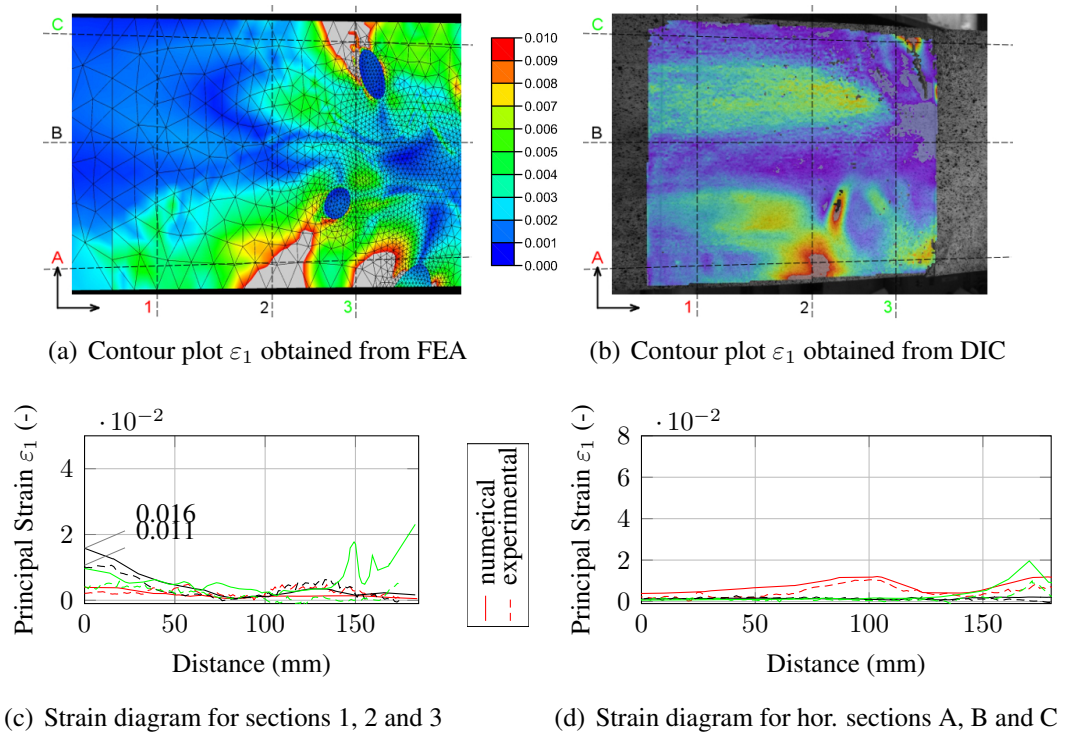 C
B
A
1
2
3
0.010
0.009
0.008
0.007
0.006
0.005
0.004
0.003
0.002
0.001
0.000
C
B
A
1
2
3
(a) Contour plot ε₁ obtained from FEA
(b) Contour plot ε₁ obtained from DIC
Principal Strain ε₁ (-)
·10⁻²
4
2
0
0.016
0.011
0
50
100
150
Distance (mm)
numerical
experimental
Principal Strain ε₁ (-)
·10⁻²
8
6
4
2
0
0
50
100
150
Distance (mm)
(c) Strain diagram for sections 1, 2 and 3
(d) Strain diagram for hor. sections A, B and C